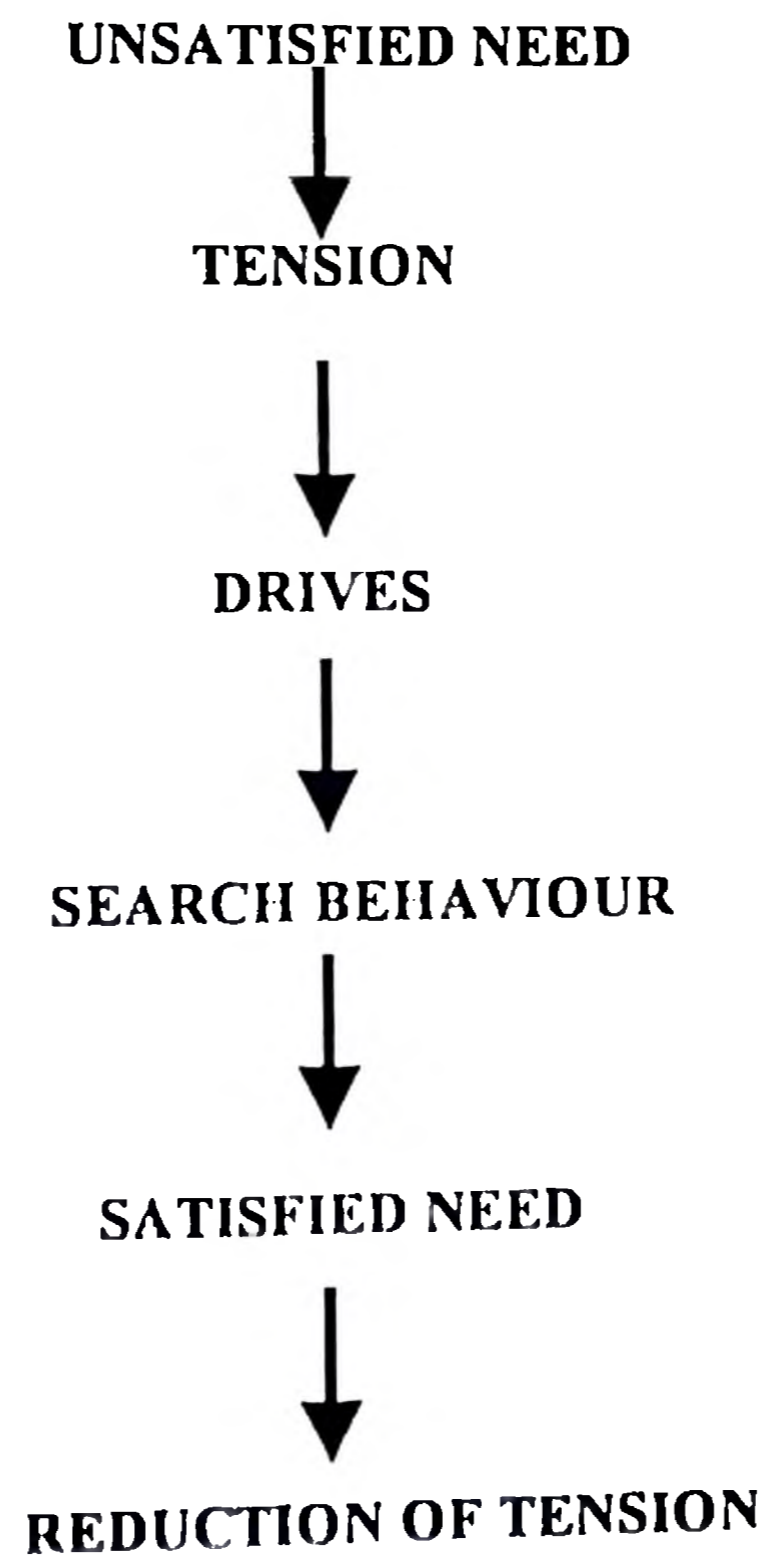 UNSATISFIED NEED
TENSION
DRIVES
SEARCH BEHAVIOUR
SATISFIED NEED
REDUCTION OF TENSION